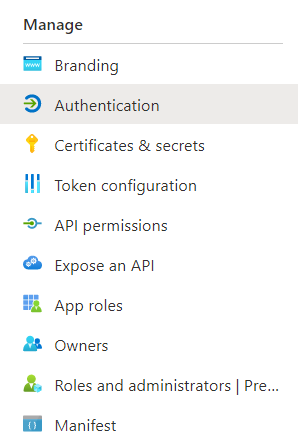 Manage
Branding
Authentication
Certificates & secrets
Token configuration
API permissions
Expose an API
App roles
Owners
Roles and administrators | Pre...
Manifest